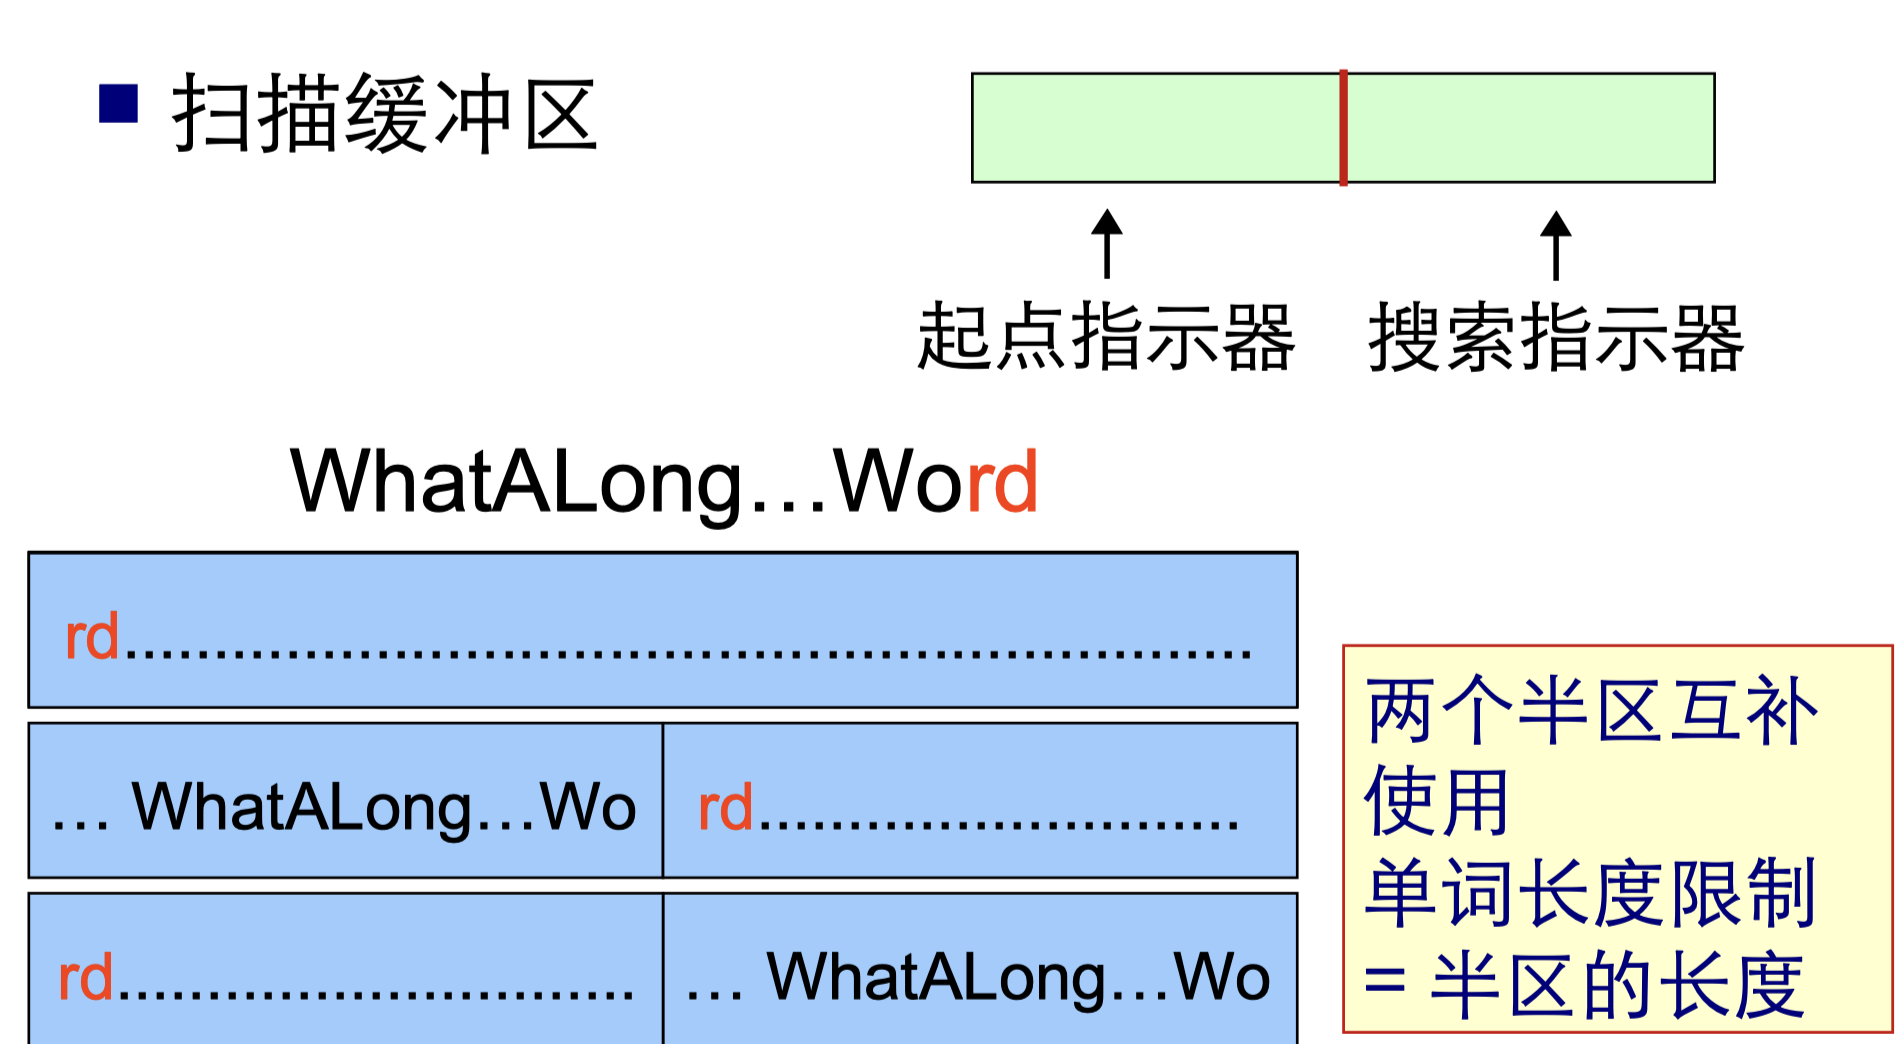 扫描缓冲区
起点指示器 搜索指示器
WhatALong…Word
rd................................................................
… WhatALong…Wo rd...........................
rd............................. … WhatALong…Wo
两个半区互补
使用
单词长度限制
= 半区的长度